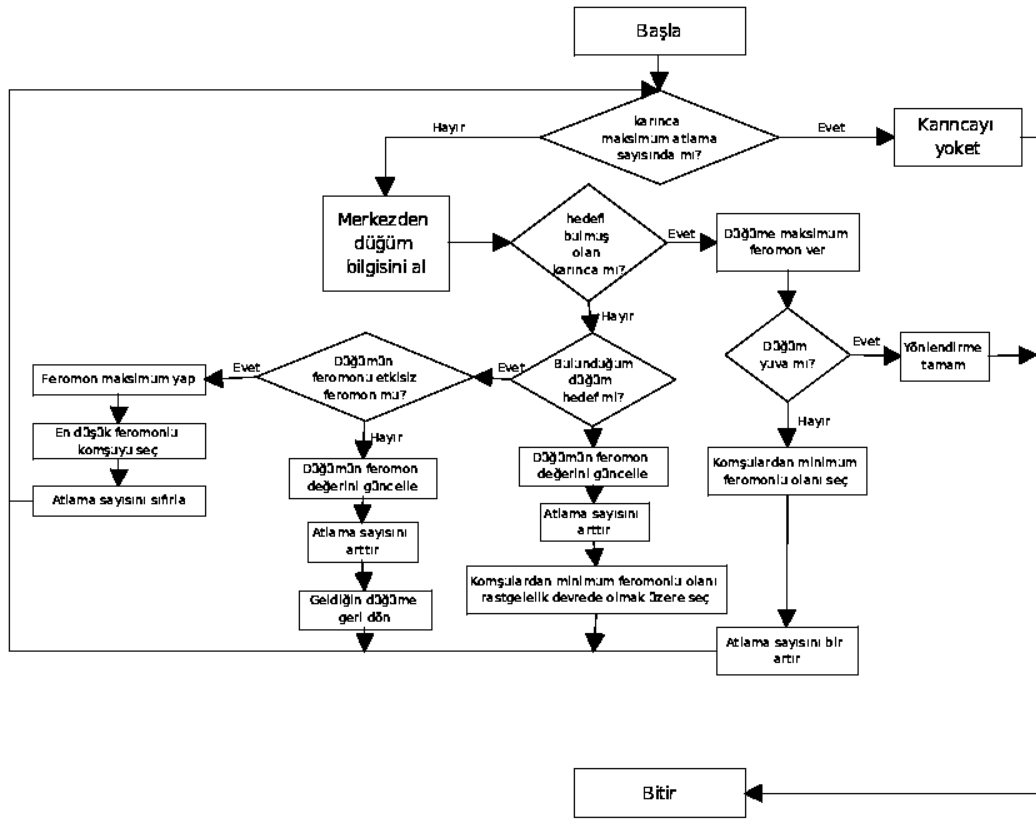 Başla
karınca
maksimum atlama
sayısında mı?
Hayır
Evet
Karıncayı
yoket
Merkezden
düğüm
bilgisini al
hedefi
bulmuş
olan
karınca mı?
Evet
Düğüme maksimum
feromon ver
Hayır
Düğüm
yuva mı?
Evet
Yönlendirme
tamam
Hayır
Bulunduğum
düğüm
hedef mi?
Evet
Düğümün
feromonu etkisiz
feromon mu?
Evet
Feromon maksimum yap
En düşük feromonlu
komşuyu seç
Atlama sayısını sıfırla
Hayır
Düğümün feromon
değerini güncelle
Atlama sayısını
arttır
Geldiğin düğüme
geri dön
Düğümün feromon
değerini güncelle
Atlama sayısını
arttır
Komşulardan minimum feromonlu olanı
rastgelelik devrede olmak üzere seç
Komşulardan minimum
feromonlu olanı seç
Atlama sayısını bir
artır
Bitir